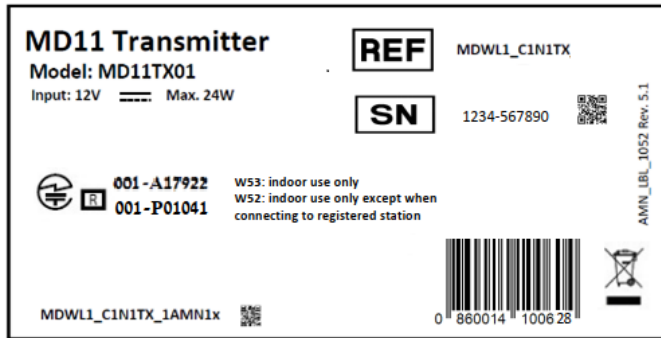 MD11 Transmitter
Model: MD11TX01
Input: 12V Max. 24W
REF MDWL1_C1N1TX
SN 1234-567890
AMN_LBL_1052 Rev. 5.1
R 001-A17922
001-P01041
W53: indoor use only
W52: indoor use only except when
connecting to registered station
MDWL1_C1N1TX_1AMN1x
0 860014 100628